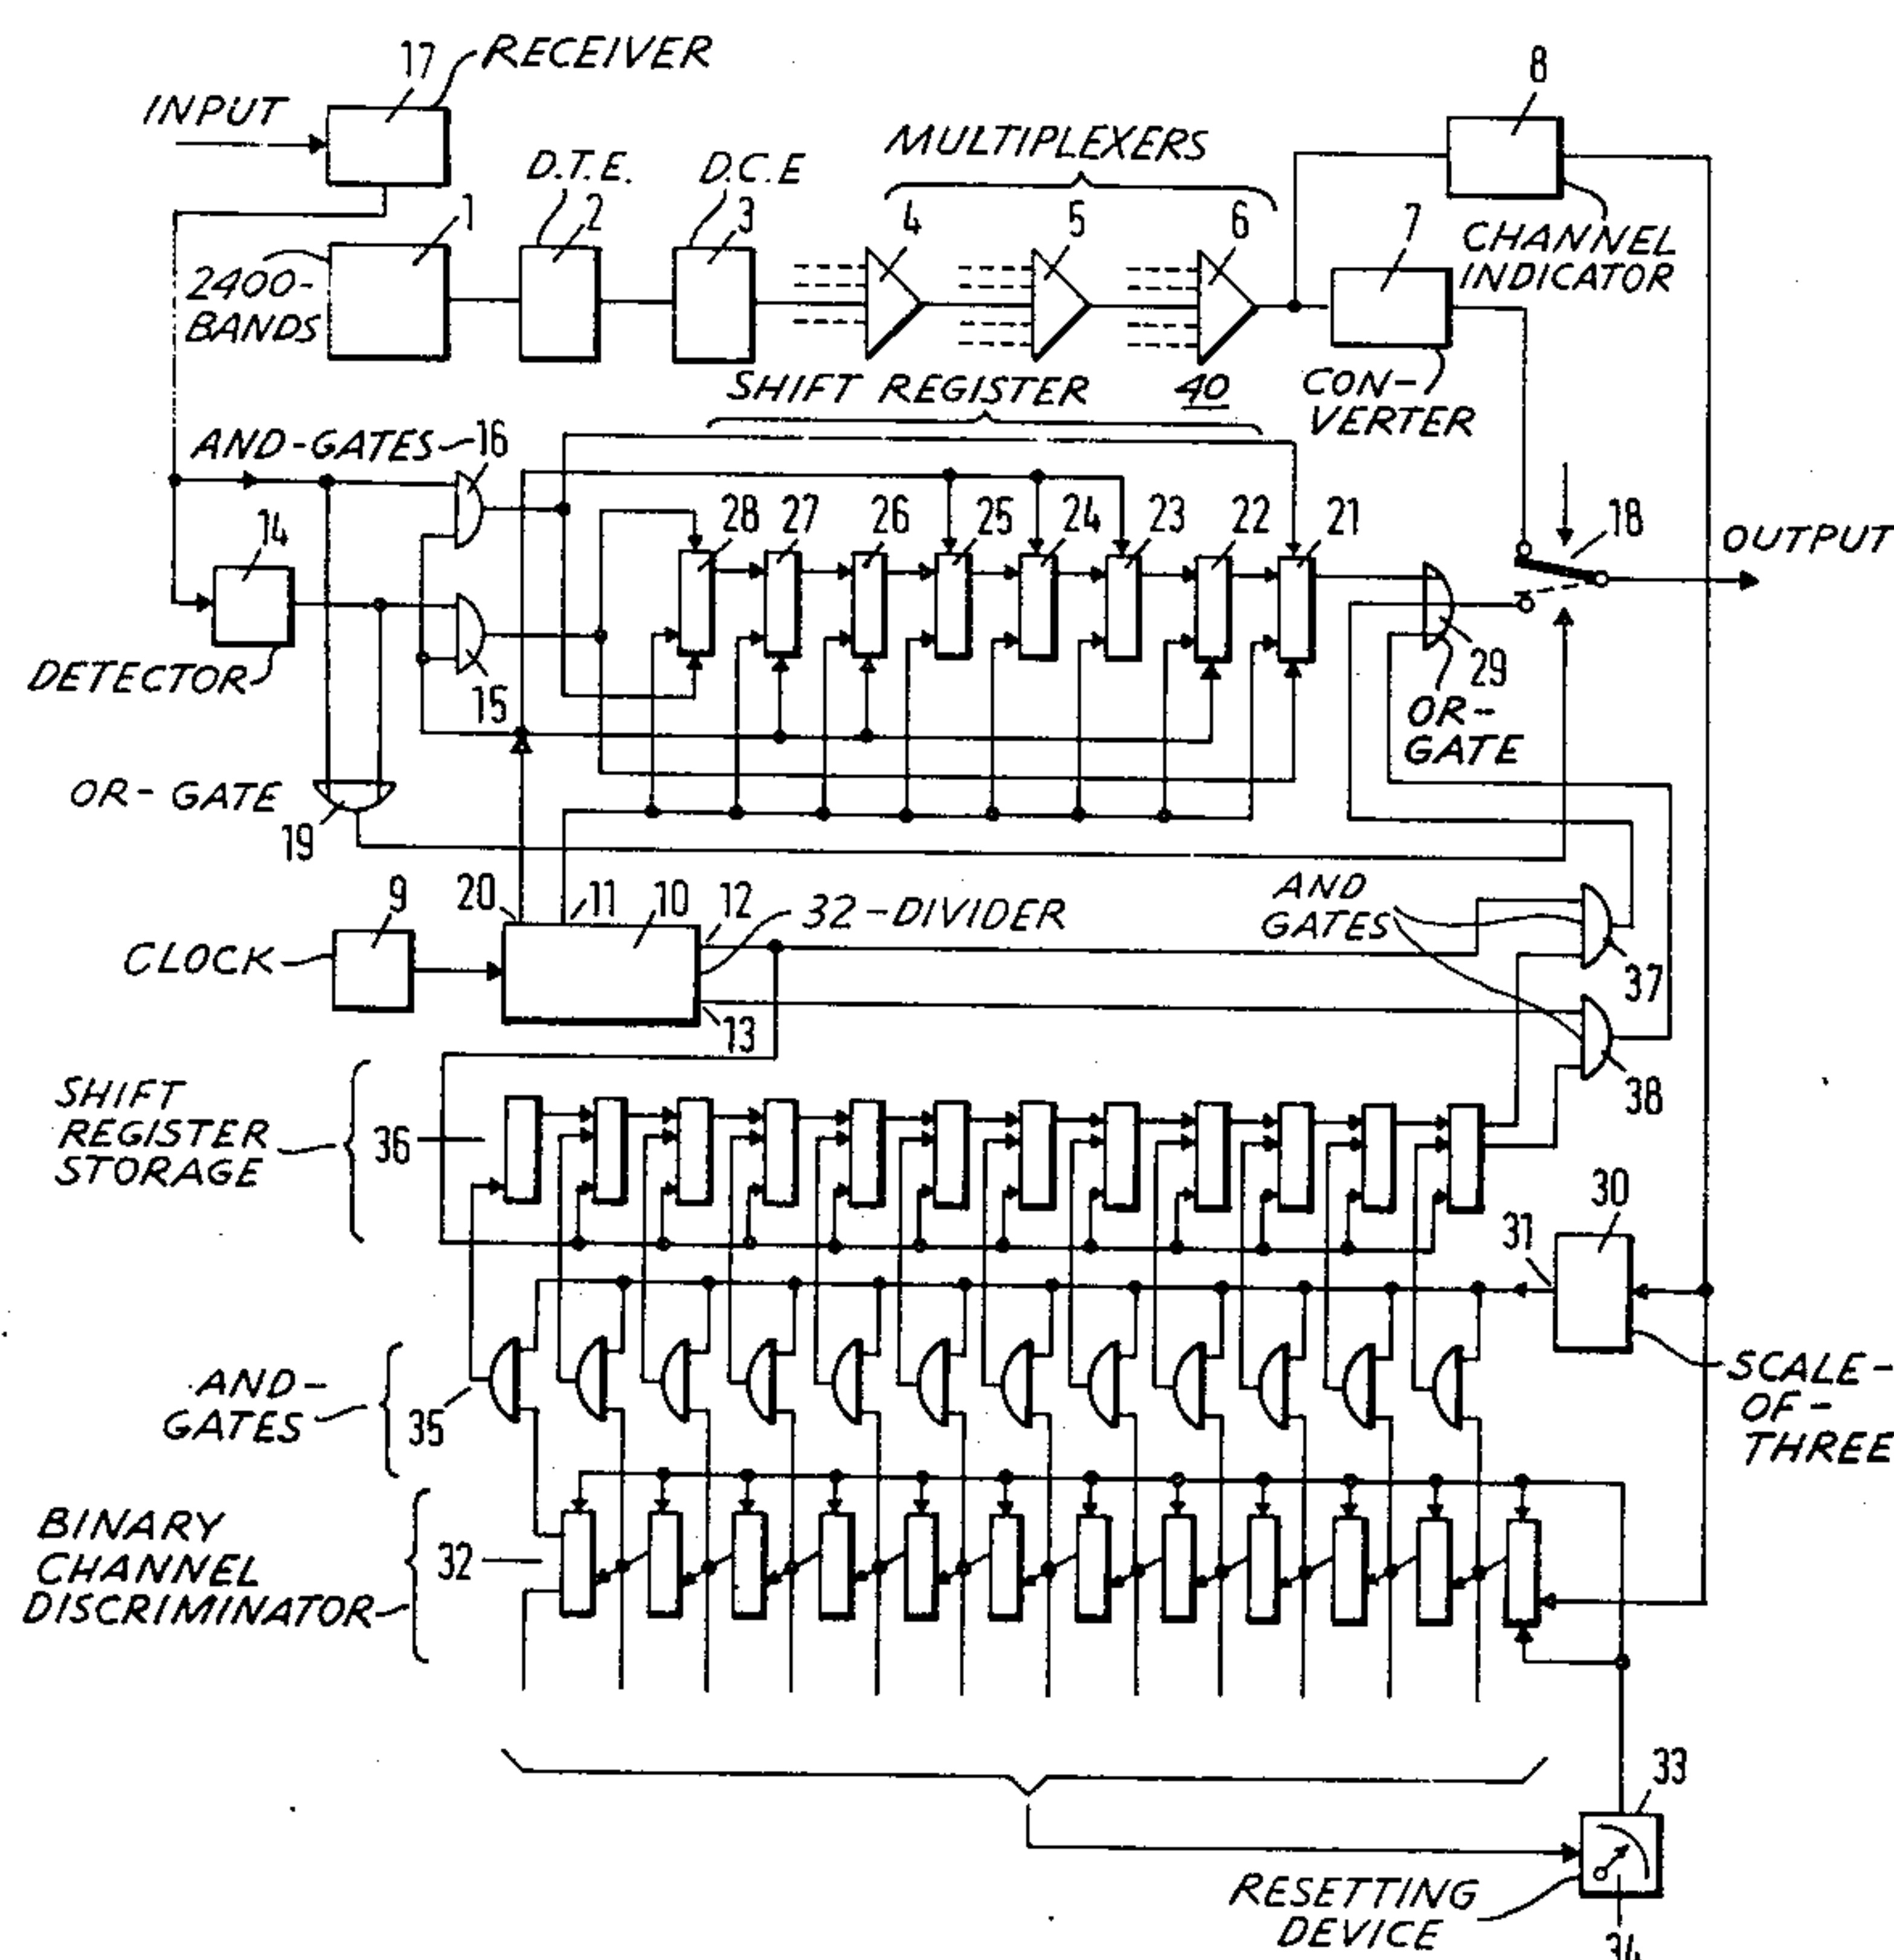 17 RECEIVER
8
INPUT
MULTIPLEXERS
D.T.E.
D.C.E
1
2
3
4
5
6
7
CHANNEL
INDICATOR
2400-
BANDS
SHIFT REGISTER
40
CON-
VERTER
AND-GATES 16
28
27
26
25
24
23
22
21
18
OUTPUT
14
DETECTOR
15
29
OR-
GATE
OR-GATE
19
9
20
11
10
12
32-DIVIDER
AND
GATES
CLOCK
13
37
38
SHIFT
REGISTER
STORAGE
36
30
31
AND-
GATES
35
SCALE-
OF-
THREE
BINARY
CHANNEL
DISCRIMINATOR
32
33
RESETTING
DEVICE
34